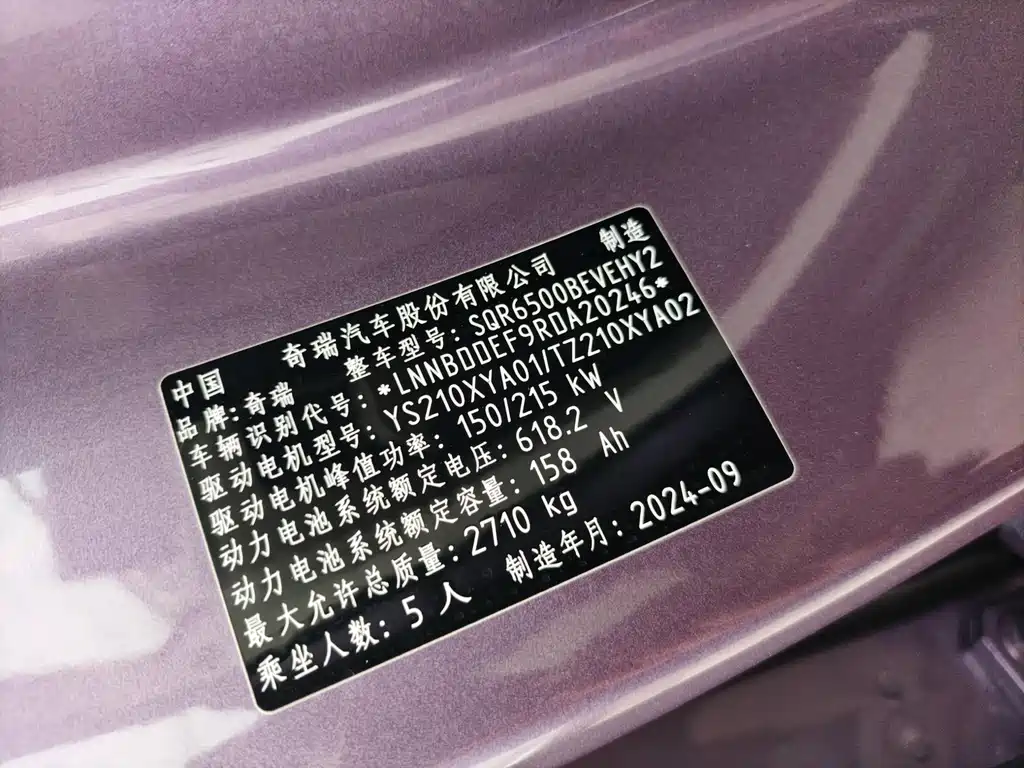 中国 奇瑞汽车股份有限公司 制造
品牌:奇瑞 整车型号:SQR6500BEVEHY2
车辆识别代号:*LNNBDDEF9RDA20246*
驱动电机型号:YS210XYA01/TZ210XYA02
驱动电机峰值功率:150/215 kW
动力电池系统额定电压:618.2 V
动力电池系统额定容量:158 Ah
最大允许总质量:2710 kg
乘坐人数:5 人 制造年月:2024-09